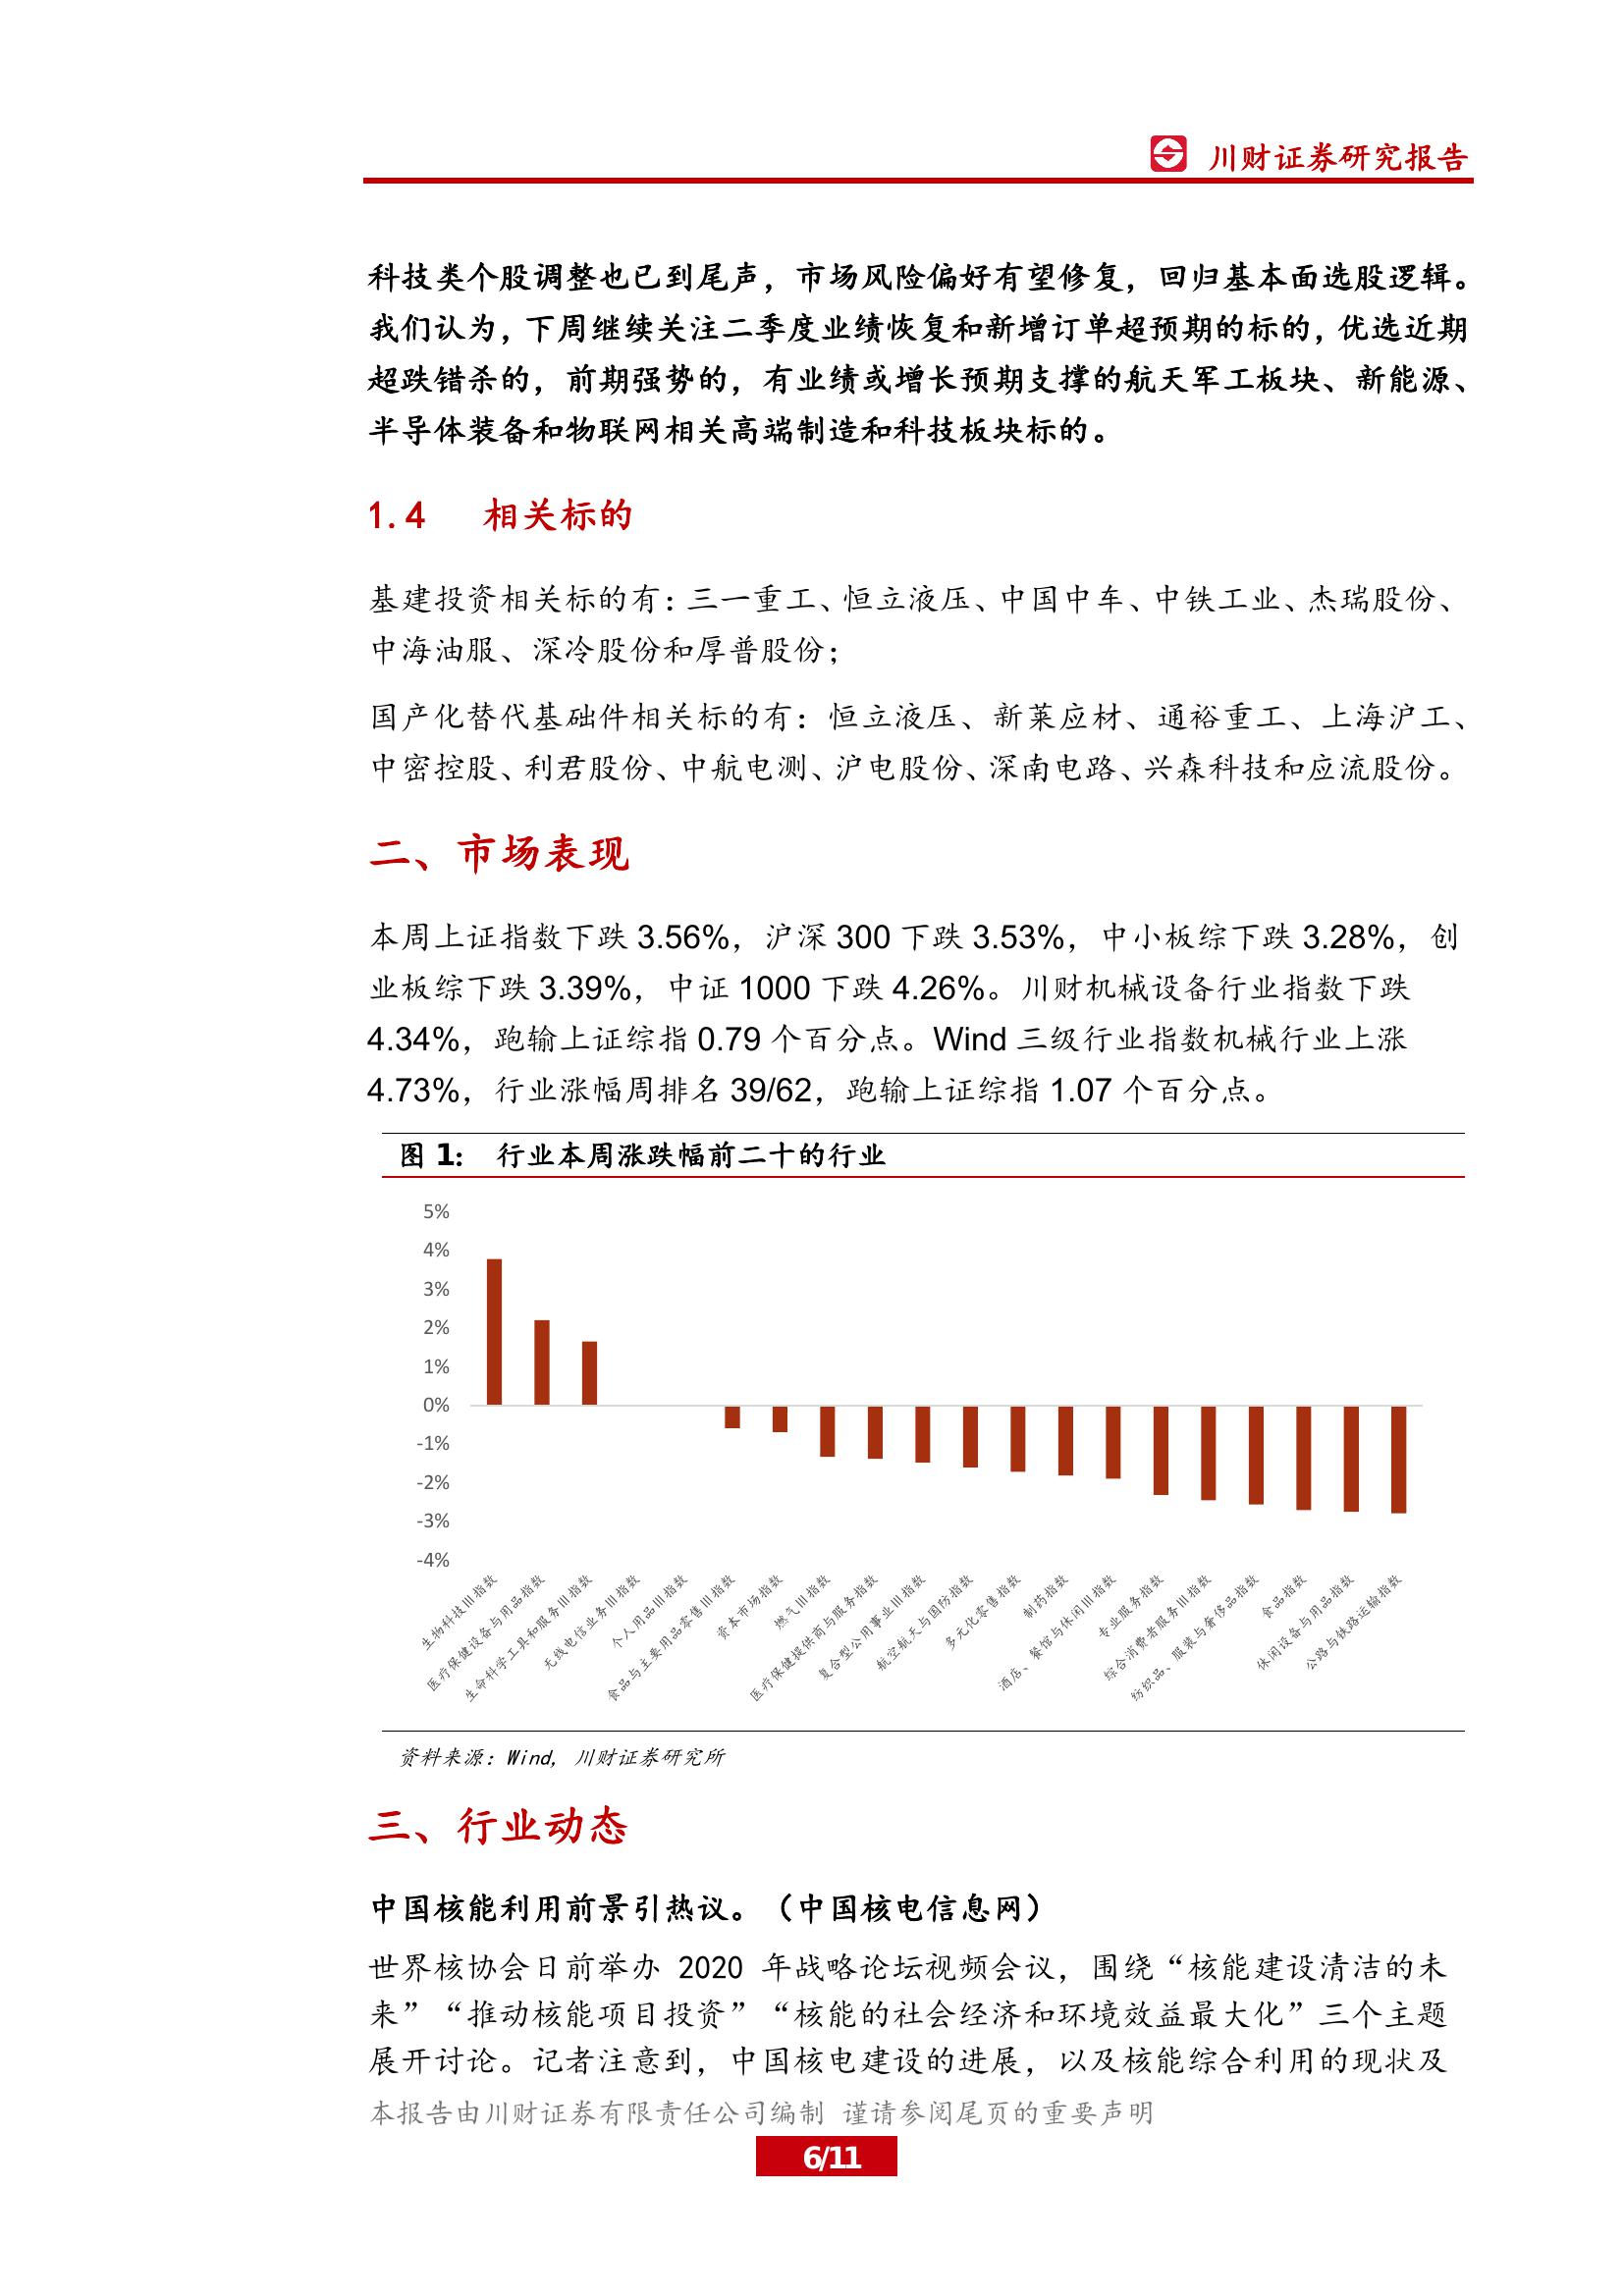 川财证券研究报告
科技类个股调整也已到尾声，市场风险偏好有望修复，回归基本面选股逻辑。
我们认为，下周继续关注二季度业绩恢复和新增订单超预期的标的，优选近期
超跌错杀的，前期强势的，有业绩或增长预期支撑的航天军工板块、新能源、
半导体装备和物联网相关高端制造和科技板块标的。
1.4 相关标的
基建投资相关标的有：三一重工、恒立液压、中国中车、中铁工业、杰瑞股份、
中海油服、深冷股份和厚普股份；
国产化替代基础件相关标的有：恒立液压、新莱应材、通裕重工、上海沪工、
中密控股、利君股份、中航电测、沪电股份、深南电路、兴森科技和应流股份。
二、市场表现
本周上证指数下跌 3.56%，沪深 300 下跌 3.53%，中小板综下跌 3.28%，创
业板综下跌 3.39%，中证 1000 下跌 4.26%。川财机械设备行业指数下跌
4.34%，跑输上证综指 0.79 个百分点。Wind 三级行业指数机械行业上涨
4.73%，行业涨幅周排名 39/62，跑输上证综指 1.07 个百分点。
图 1： 行业本周涨跌幅前二十的行业
5%
4%
3%
2%
1%
0%
-1%
-2%
-3%
-4%
生物科技Ⅲ指数
医疗保健设备与用品指数
生命科学工具和服务Ⅲ指数
无线电信业务Ⅲ指数
个人用品Ⅲ指数
食品与主要用品零售Ⅲ指数
资本市场指数
燃气Ⅲ指数
医疗保健提供商与服务指数
复合型公用事业Ⅲ指数
航空航天与国防指数
多元化零售指数
制药指数
酒店、餐馆与休闲Ⅲ指数
专业服务指数
综合消费者服务Ⅲ指数
纺织品、服装与奢侈品指数
食品指数
休闲设备与用品指数
公路与铁路运输指数
资料来源：Wind，川财证券研究所
三、行业动态
中国核能利用前景引热议。（中国核电信息网）
世界核协会日前举办 2020 年战略论坛视频会议，围绕“核能建设清洁的未
来”“推动核能项目投资”“核能的社会经济和环境效益最大化”三个主题
展开讨论。记者注意到，中国核电建设的进展，以及核能综合利用的现状及
本报告由川财证券有限责任公司编制 谨请参阅尾页的重要声明
6/11